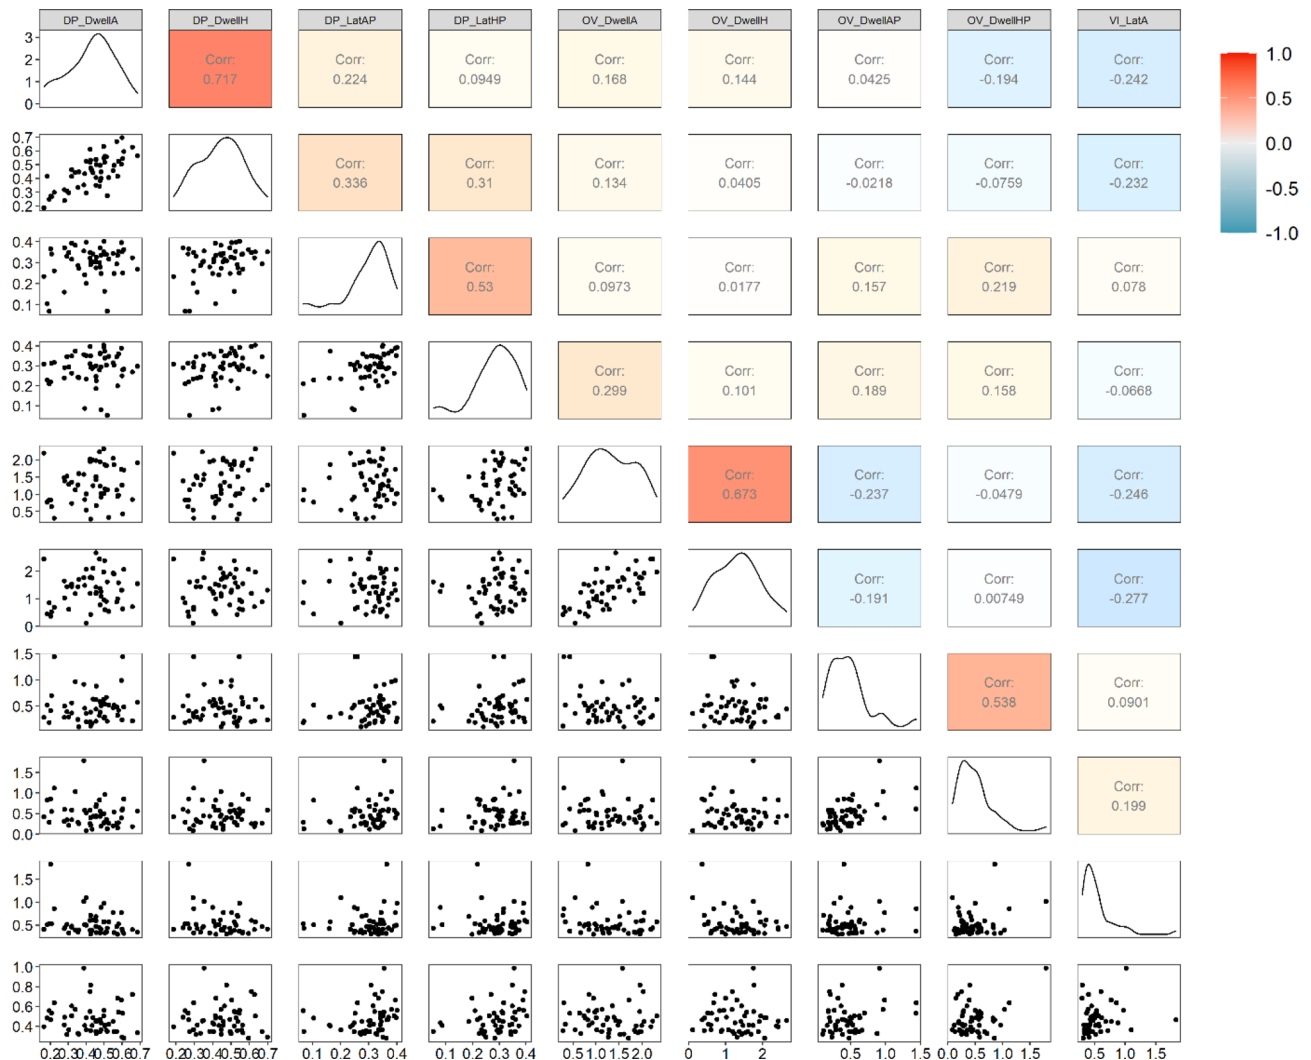 DP_DwellA DP_DwellH DP_LatAP DP_LatHP OV_DwellA OV_DwellH OV_DwellAP OV_DwellHP VI_LatA
3
2
1
0
Corr: Corr: Corr: Corr: Corr: Corr: Corr: Corr:
0.717 0.224 0.0949 0.168 0.144 0.0425 -0.194 -0.242
1.0
0.5
0.0
-0.5
-1.0
0.7
0.6
0.5
0.4
0.3
0.2
Corr: Corr: Corr: Corr: Corr: Corr: Corr:
0.336 0.31 0.134 0.0405 -0.0218 -0.0759 -0.232
0.4
0.3
0.2
0.1
Corr: Corr: Corr: Corr: Corr: Corr:
0.53 0.0973 0.0177 0.157 0.219 0.078
0.4
0.3
0.2
0.1
Corr: Corr: Corr: Corr: Corr:
0.299 0.101 0.189 0.158 -0.0668
2.0
1.5
1.0
0.5
Corr: Corr: Corr: Corr:
0.673 -0.237 -0.0479 -0.246
2
1
0
Corr: Corr: Corr:
-0.191 0.00749 -0.277
1.5
1.0
0.5
Corr: Corr:
0.538 0.0901
1.5
1.0
0.5
0.0
Corr:
0.199
1.5
1.0
0.5
1.0
0.8
0.6
0.4
0.2 0.3 0.4 0.5 0.6 0.7 0.2 0.3 0.4 0.5 0.6 0.7 0.1 0.2 0.3 0.4 0.1 0.2 0.3 0.4 0.5 1.0 1.5 2.0 0 1 2 0.5 1.0 1.5 0.0 0.5 1.0 1.5 0.5 1.0 1.5